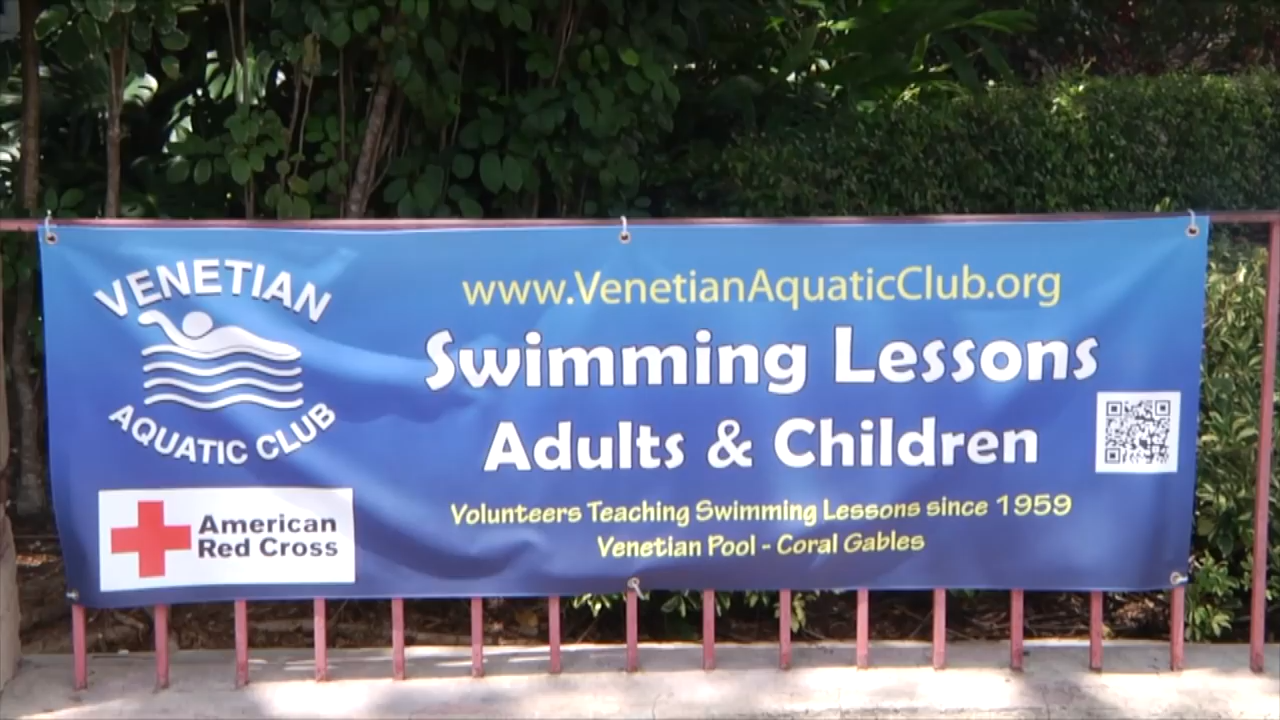 VENETIAN
AQUATIC CLUB
American
Red Cross
www.VenetianAquaticClub.org
Swimming Lessons
Adults & Children
Volunteers Teaching Swimming Lessons since 1959
Venetian Pool - Coral Gables